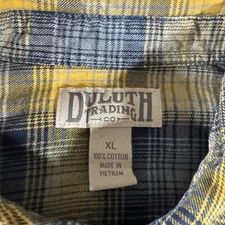 DULUTH
TRADING
CO
XL
100% COTTON
MADE IN
VIETNAM